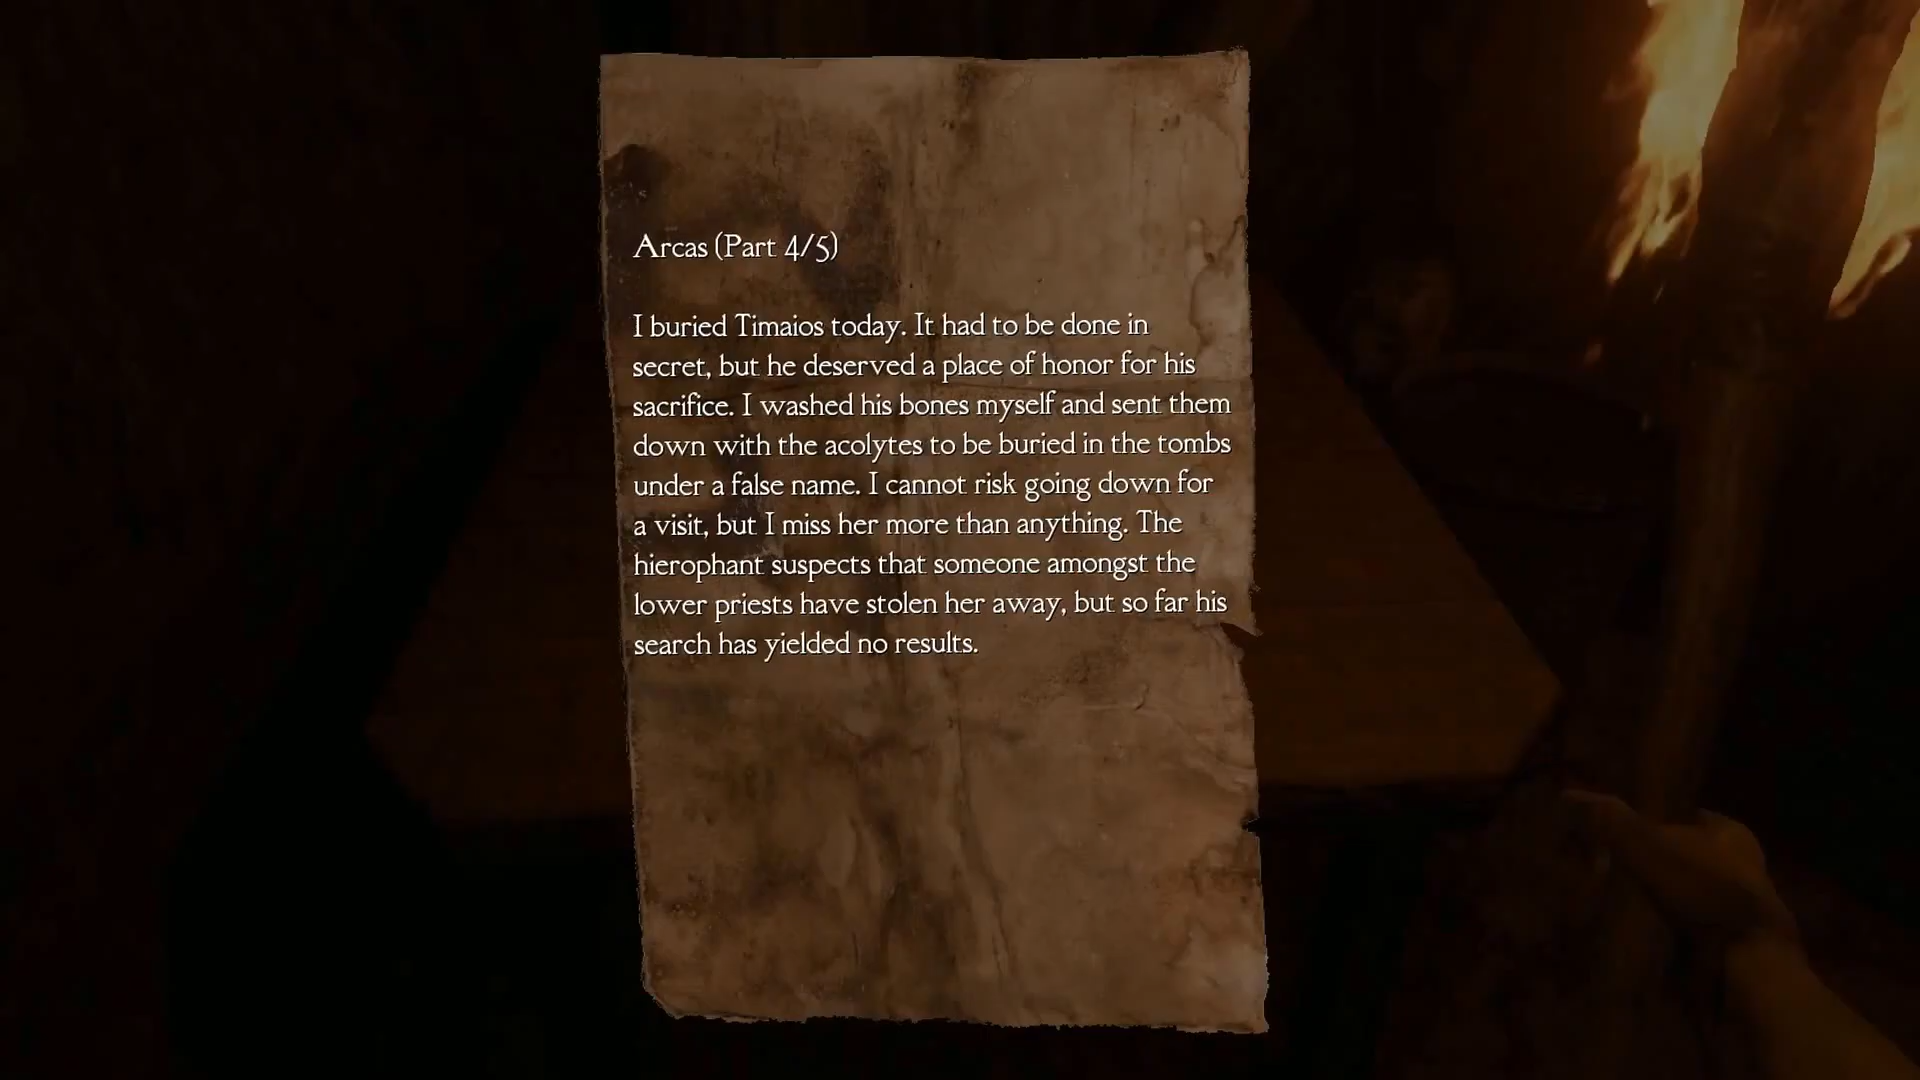 Arcas (Part 4/5)
I buried Timaios today. It had to be done in
secret, but he deserved a place of honor for his
sacrifice. I washed his bones myself and sent them
down with the acolytes to be buried in the tombs
under a false name. I cannot risk going down for
a visit, but I miss her more than anything. The
hierophant suspects that someone amongst the
lower priests have stolen her away, but so far his
search has yielded no results.